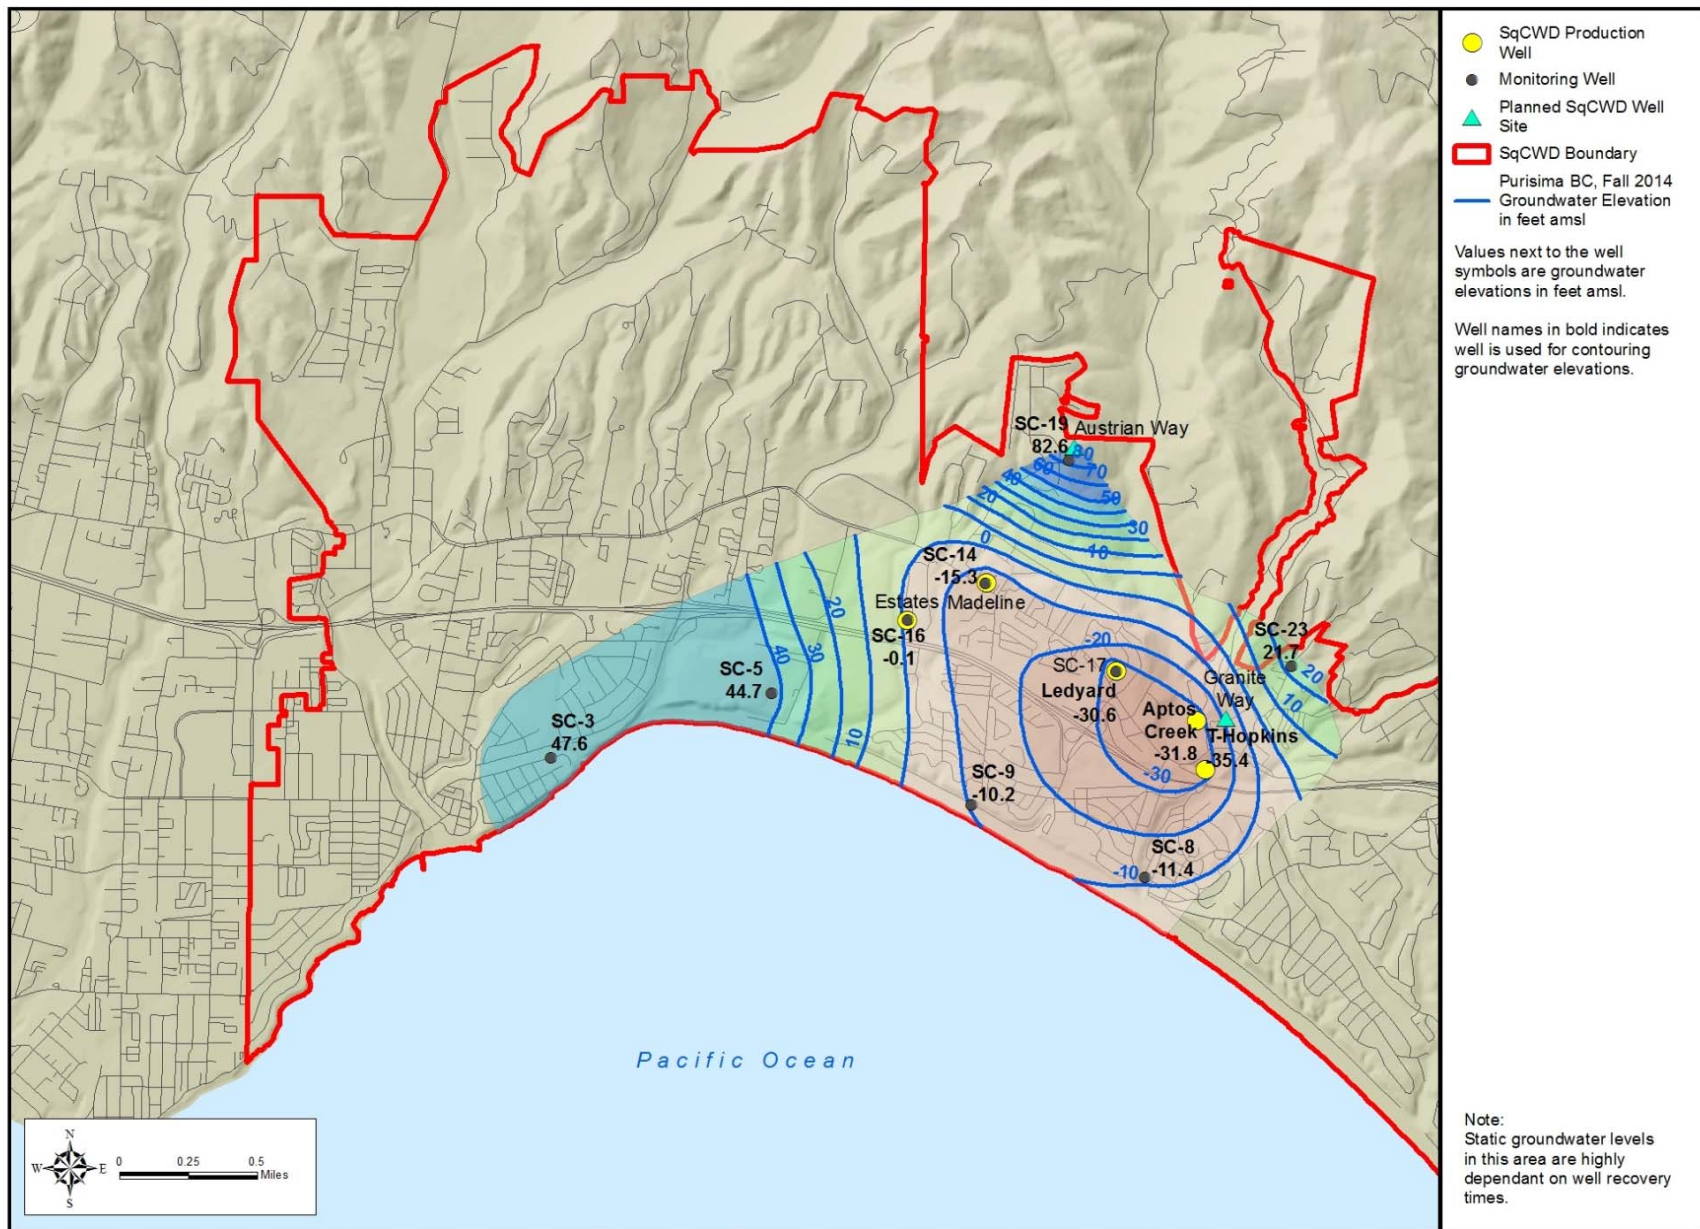 SqCWD Production
Well
Monitoring Well
Planned SqCWD Well
Site
SqCWD Boundary
Purisima BC, Fall 2014
Groundwater Elevation
in feet amsl
Values next to the well
symbols are groundwater
elevations in feet amsl.
Well names in bold indicates
well is used for contouring
groundwater elevations.
SC-19
82.6
Austrian Way
80
70
60
50
40
30
20
10
0
SC-14
-15.3
Madeline
Estates
SC-16
-0.1
20
30
40
10
SC-5
44.7
SC-3
47.6
SC-9
-10.2
-20
SC-17
Ledyard
-30.6
Aptos
Creek
-31.8
Granite
Way
T-Hopkins
-35.4
-30
SC-23
21.7
20
10
SC-8
-11.4
-10
Pacific Ocean
N
W
E
S
0
0.25
0.5
Miles
Note:
Static groundwater levels
in this area are highly
dependant on well recovery
times.